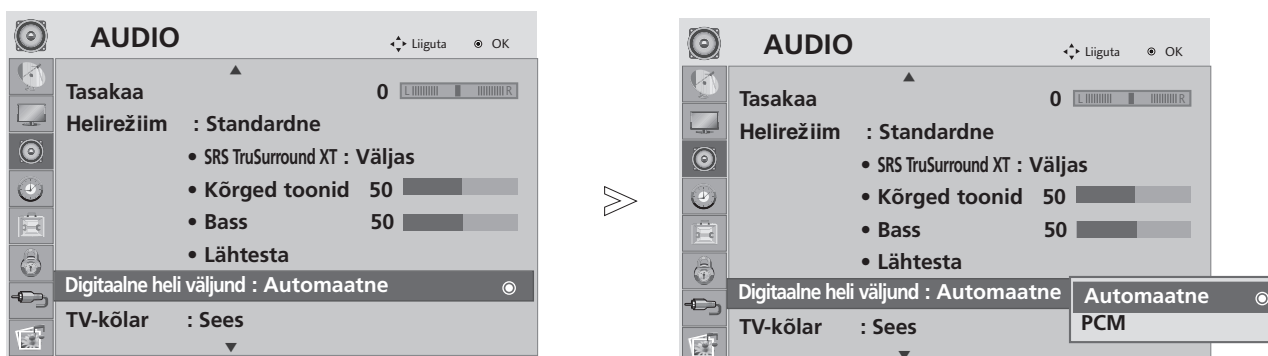 AUDIO Liiguta OK
Tasakaa 0 L R
Helirežiim : Standardne
• SRS TruSurround XT : Väljas
• Kõrged toonid 50
• Bass 50
• Lähtesta
Digitaalne heli väljund : Automaatne
TV-kõlar : Sees
AUDIO Liiguta OK
Tasakaa 0 L R
Helirežiim : Standardne
• SRS TruSurround XT : Väljas
• Kõrged toonid 50
• Bass 50
• Lähtesta
Digitaalne heli väljund : Automaatne
Automaatne
PCM
TV-kõlar : Sees